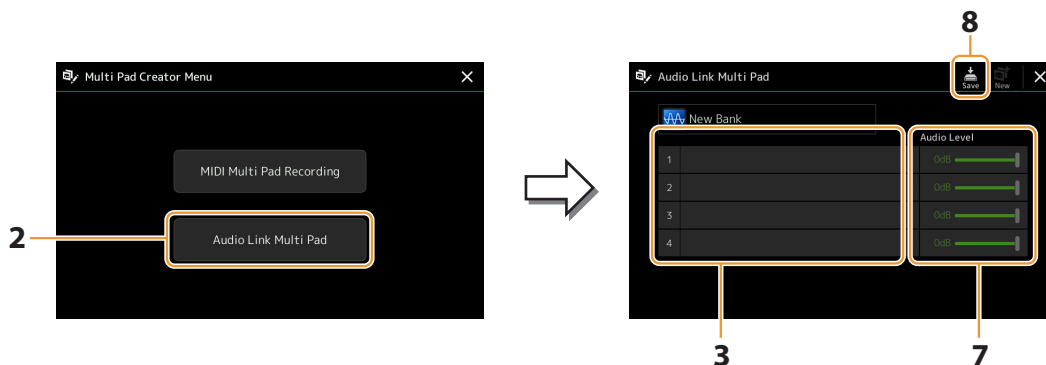 8
Multi Pad Creator Menu
MIDI Multi Pad Recording
2
Audio Link Multi Pad
Audio Link Multi Pad
Save
New
New Bank
Audio Level
1
0dB
2
0dB
3
0dB
4
0dB
3
7